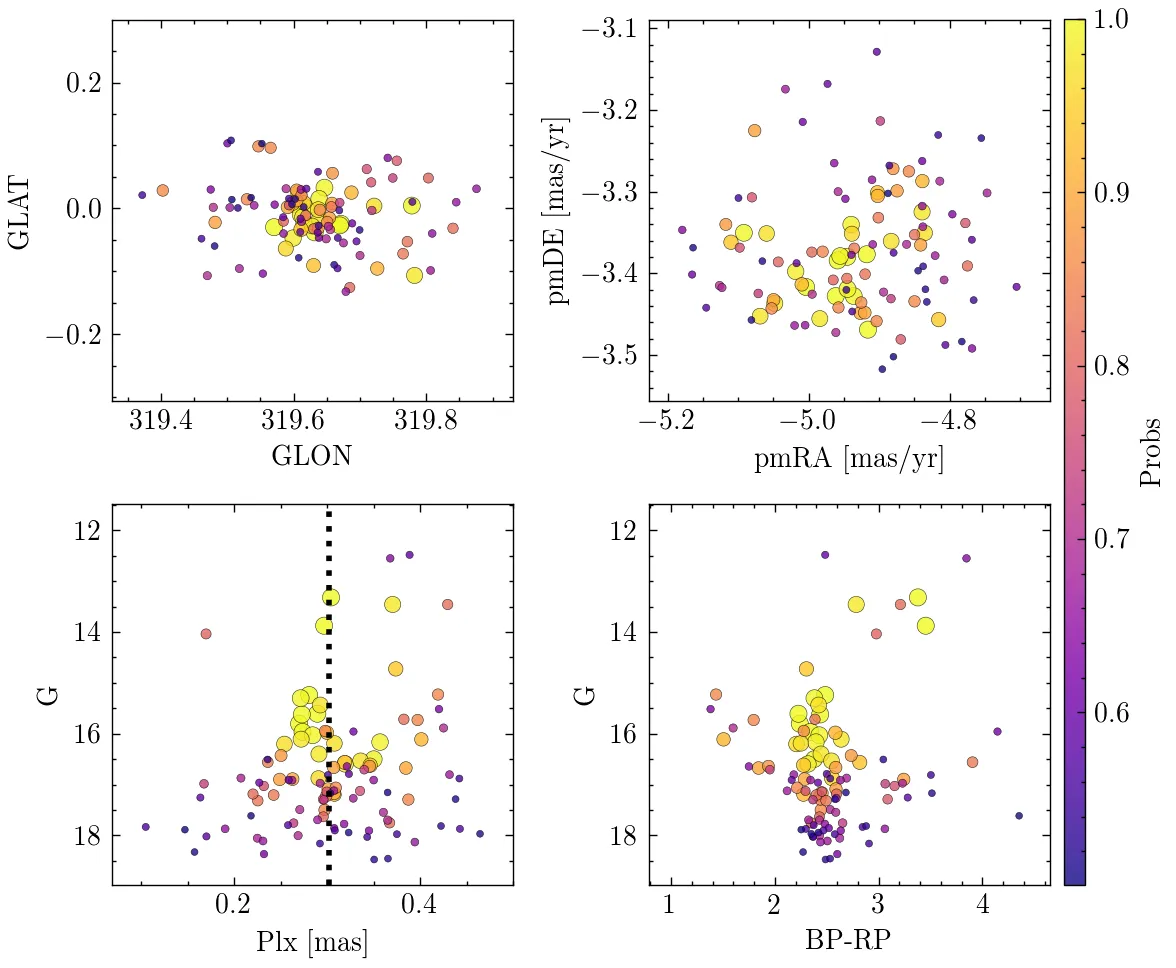 0.2
0.0
−0.2
GLAT
319.4 319.6 319.8
GLON
−3.1
−3.2
−3.3
−3.4
−3.5
pmDE [mas/yr]
−5.2 −5.0 −4.8
pmRA [mas/yr]
12
14
16
18
G
0.2 0.4
Plx [mas]
12
14
16
18
G
1 2 3 4
BP-RP
1.0
0.9
0.8
0.7
0.6
Probs